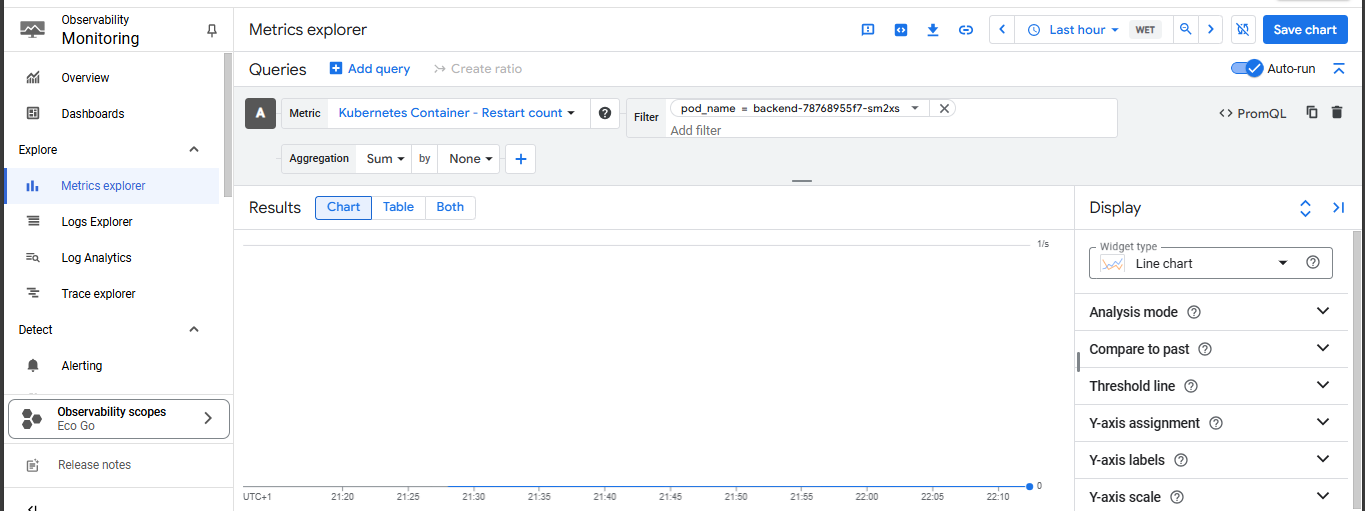 Observability
Monitoring
Overview
Dashboards
Explore
Metrics explorer
Logs Explorer
Log Analytics
Trace explorer
Detect
Alerting
Observability scopes
Eco Go
Release notes
Metrics explorer
Last hour WET
Save chart
Queries Add query Create ratio
Auto-run
A Metric Kubernetes Container - Restart count Filter pod_name = backend-78768955f7-sm2xs
Add filter
<> PromQL
Aggregation Sum by None
Results Chart Table Both
1/s
0
UTC+1 21:20 21:25 21:30 21:35 21:40 21:45 21:50 21:55 22:00 22:05 22:10
Display
Widget type
Line chart
Analysis mode
Compare to past
Threshold line
Y-axis assignment
Y-axis labels
Y-axis scale